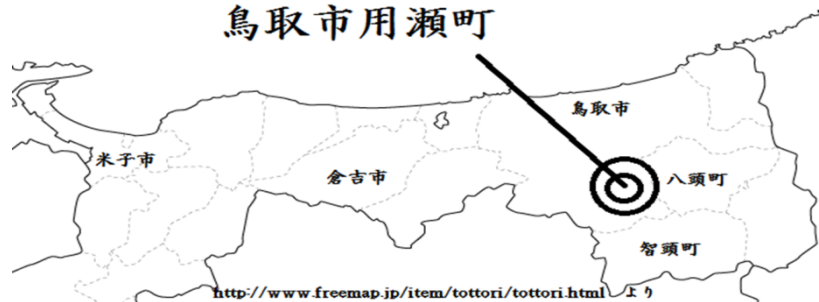 鳥取市用瀬町
鳥取市
米子市
倉吉市
八頭町
智頭町
http://www.freemap.jp/item/tottori/tottori.html より